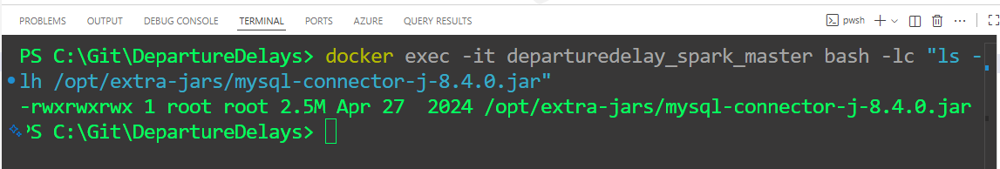 PROBLEMS OUTPUT DEBUG CONSOLE TERMINAL PORTS AZURE QUERY RESULTS pwsh
PS C:\Git\DepartureDelays> docker exec -it departuredelay_spark_master bash -lc "ls -
lh /opt/extra-jars/mysql-connector-j-8.4.0.jar"
-rwxrwxrwx 1 root root 2.5M Apr 27  2024 /opt/extra-jars/mysql-connector-j-8.4.0.jar
PS C:\Git\DepartureDelays>